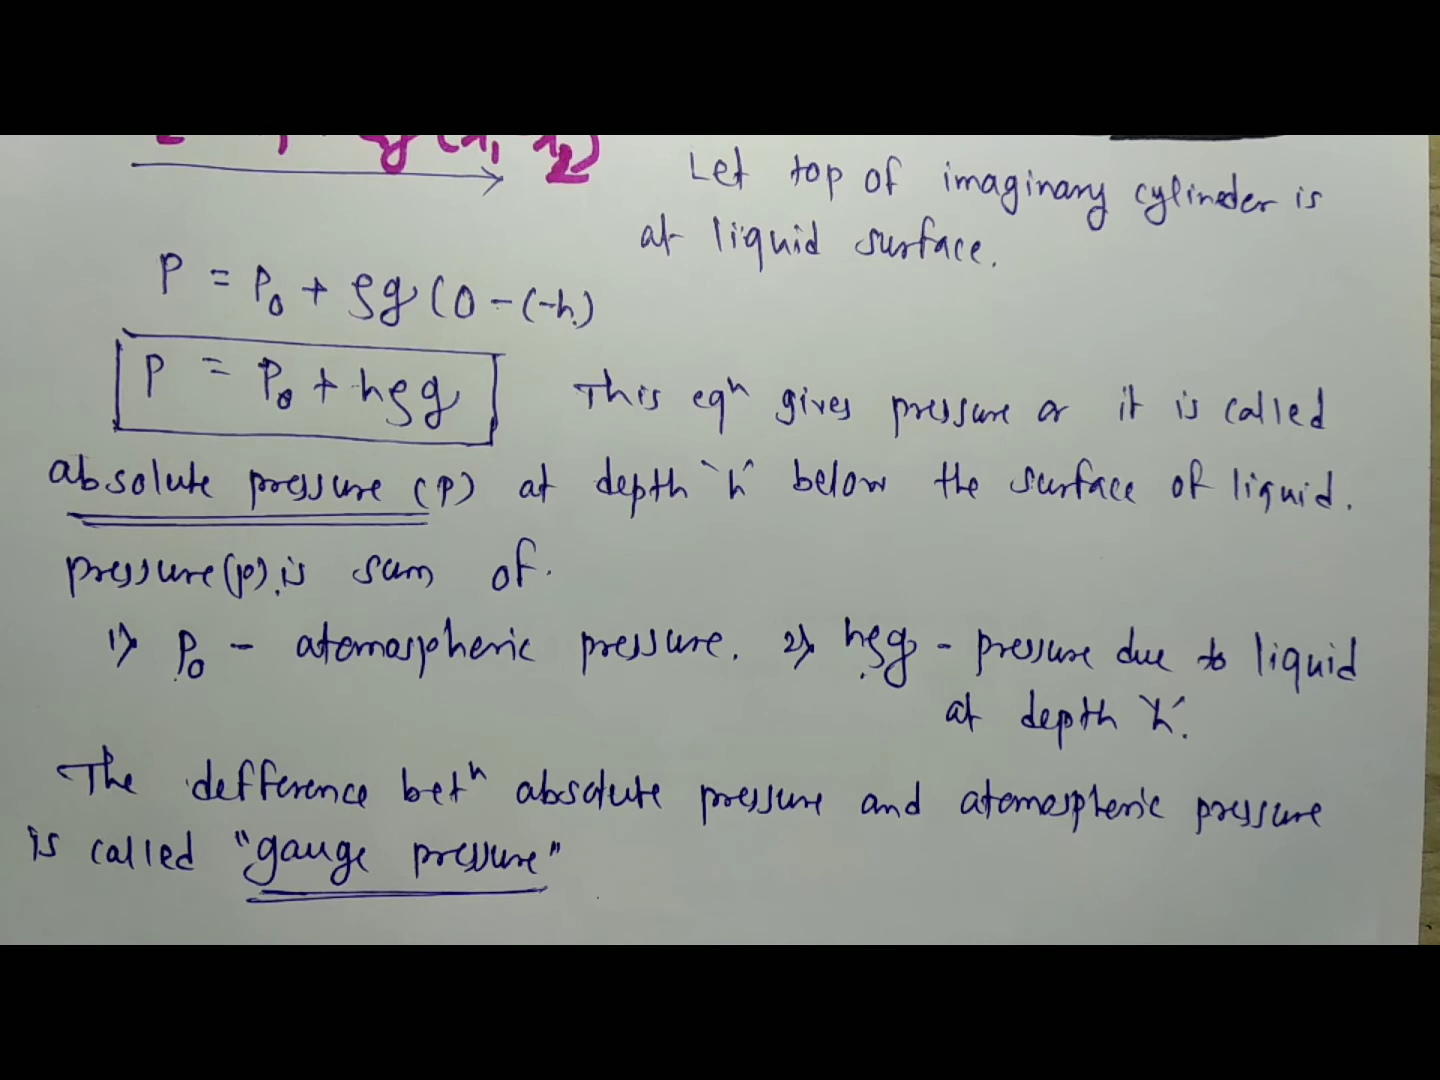 Let top of imaginary cylinder is
at liquid surface.
P = P₀ + ρg(0-(-h)
P = P₀ + hρg
This eqⁿ gives pressure or it is called
absolute pressure (P) at depth `h´ below the surface of liquid.
pressure(p).is sum of.
1) P₀ - atomaspheric pressure. 2) hρg - pressure due to liquid
at depth `h´.
The defference betⁿ absolute pressure and atomaspheric pressure
is called "gauge pressure"